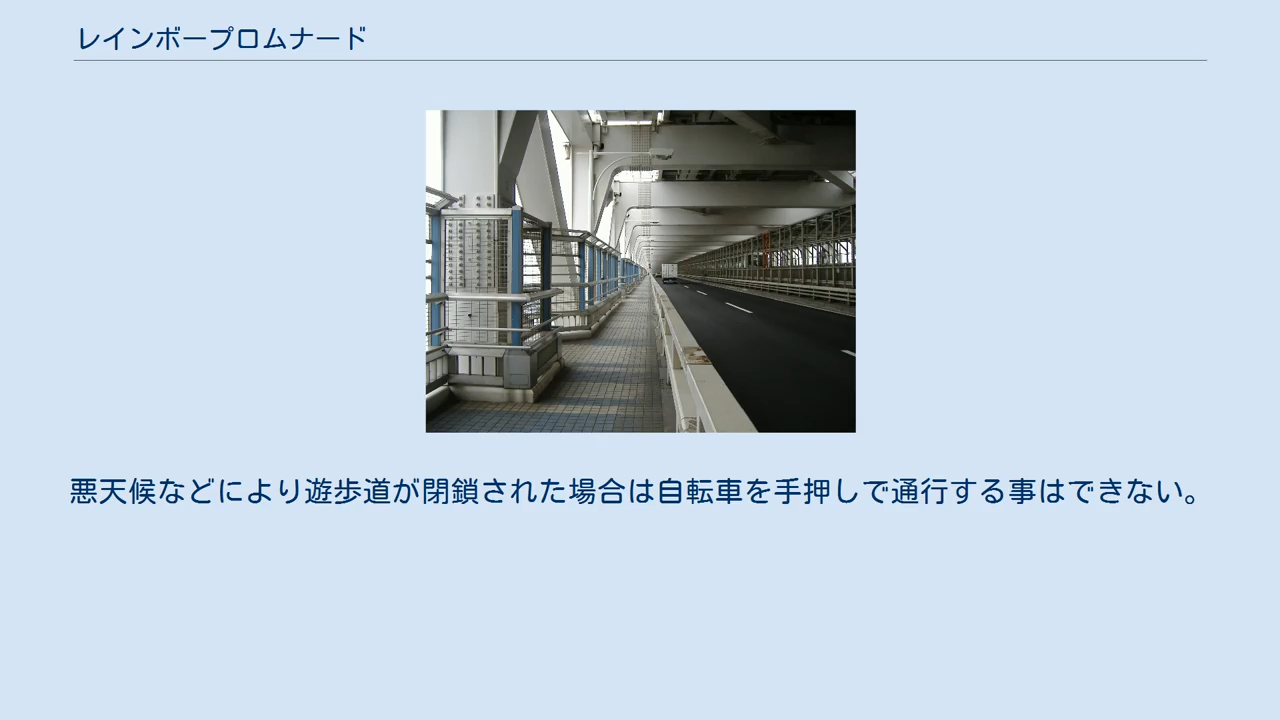 レインボープロムナード
悪天候などにより遊歩道が閉鎖された場合は自転車を手押しで通行する事はできない。